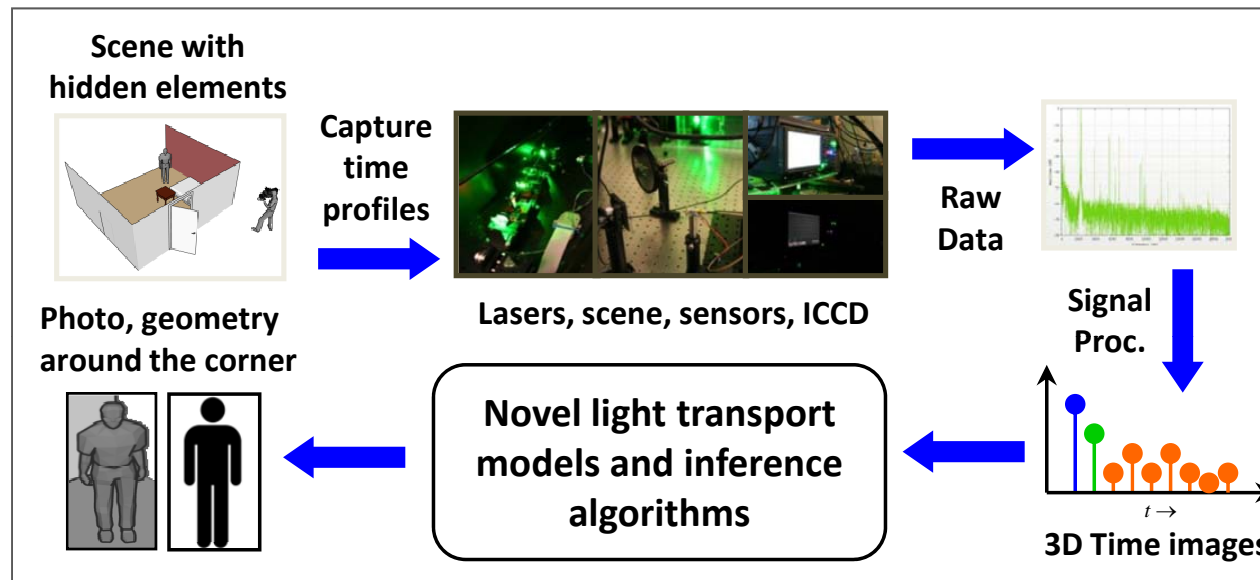 Scene with
hidden elements
Capture
time
profiles
Lasers, scene, sensors, ICCD
Raw
Data
Signal
Proc.
t →
3D Time images
Novel light transport
models and inference
algorithms
Photo, geometry
around the corner